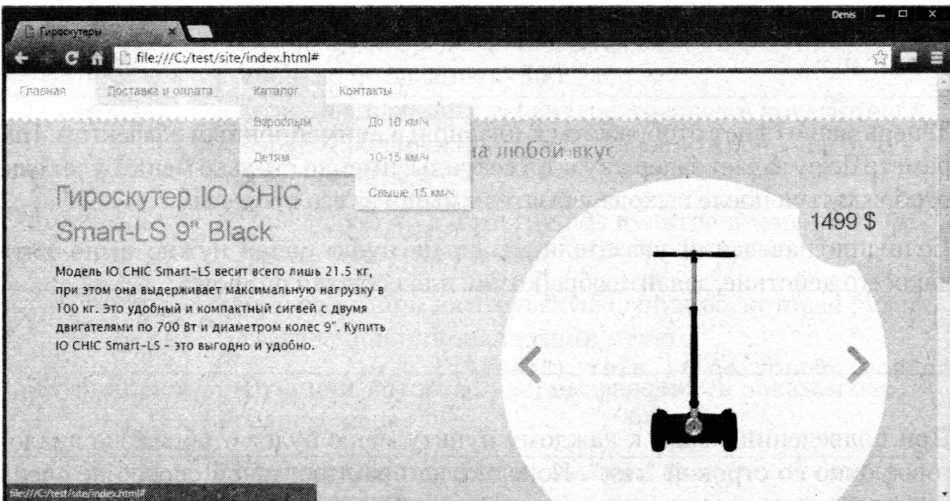 Denis
Гироскутеры
file:///C:/test/site/index.html#
Главная
Доставка и оплата
Каталог
Контакты
Взрослым
До 10 км/ч
Детям
10-15 км/ч
Свыше 15 км/ч
на любой вкус
Гироскутер IO CHIC
Smart-LS 9" Black
1499 $
Модель IO CHIC Smart-LS весит всего лишь 21.5 кг,
при этом она выдерживает максимальную нагрузку в
100 кг. Это удобный и компактный сигвей с двумя
двигателями по 700 Вт и диаметром колес 9". Купить
IO CHIC Smart-LS - это выгодно и удобно.
file:///C:/test/site/index.html#